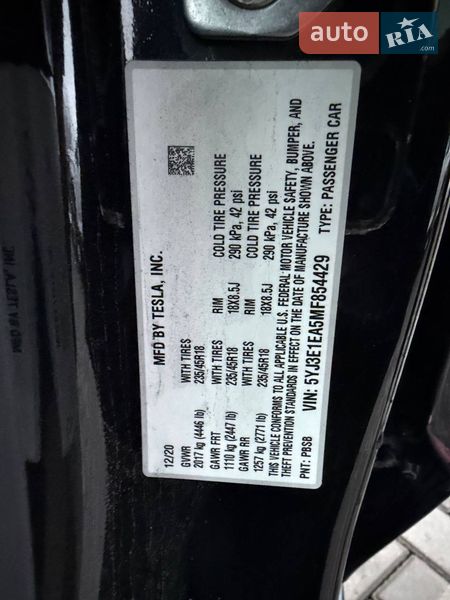 auto RIA .com
MFD BY TESLA, INC.
12/20
GVWR WITH TIRES RIM COLD TIRE PRESSURE
2017 kg (4446 lb) 235/45R18 18X8.5J 290 kPa, 42 psi
GAWR FRT WITH TIRES RIM COLD TIRE PRESSURE
1110 kg (2447 lb) 235/45R18 18X8.5J 290 kPa, 42 psi
GAWR RR
1257 kg (2771 lb) 235/45R18
THIS VEHICLE CONFORMS TO ALL APPLICABLE U.S. FEDERAL MOTOR VEHICLE SAFETY, BUMPER, AND
THEFT PREVENTION STANDARDS IN EFFECT ON THE DATE OF MANUFACTURE SHOWN ABOVE.
VIN: 5YJ3E1EA5MF854429 TYPE: PASSENGER CAR
PNT: PBSB